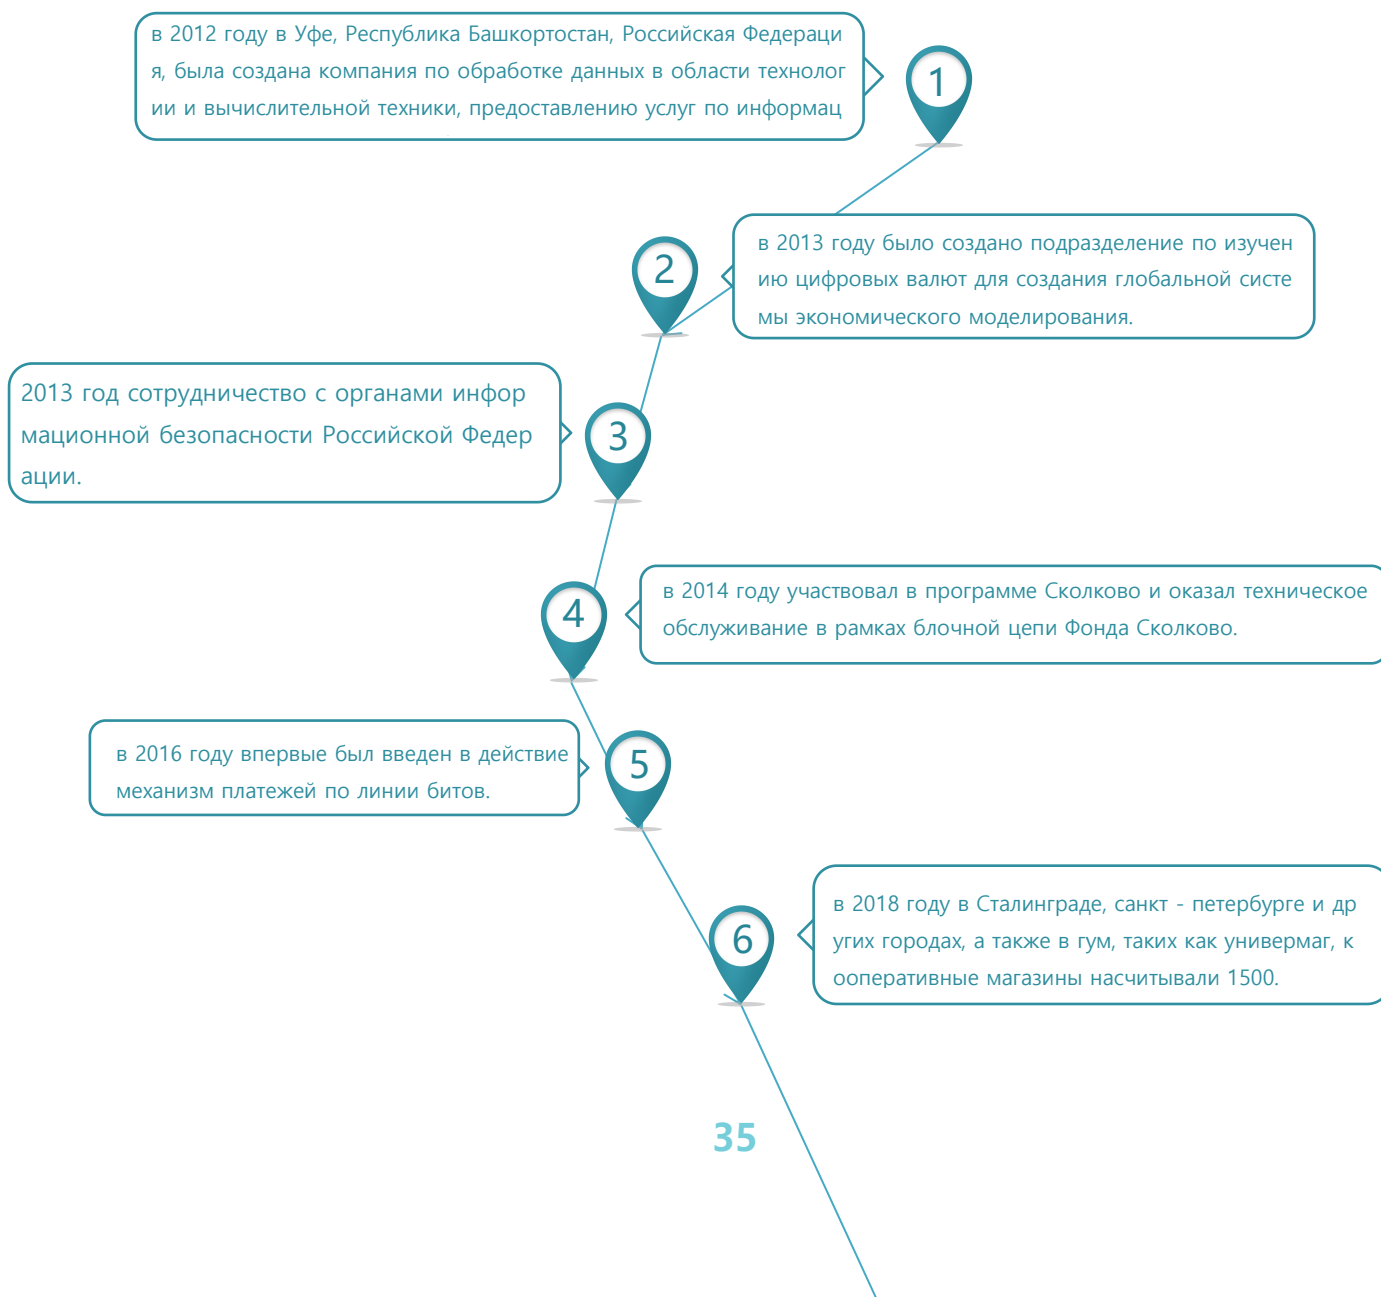 в 2012 году в Уфе, Республика Башкортостан, Российская Федераци
я, была создана компания по обработке данных в области технолог
ии и вычислительной техники, предоставлению услуг по информац
1
в 2013 году было создано подразделение по изучен
ию цифровых валют для создания глобальной систе
мы экономического моделирования.
2
2013 год сотрудничество с органами инфор
мационной безопасности Российской Федер
ации.
3
в 2014 году участвовал в программе Сколково и оказал техническое
обслуживание в рамках блочной цепи Фонда Сколково.
4
в 2016 году впервые был введен в действие
механизм платежей по линии битов.
5
в 2018 году в Сталинграде, санкт - петербурге и др
угих городах, а также в гум, таких как универмаг, к
ооперативные магазины насчитывали 1500.
6
35